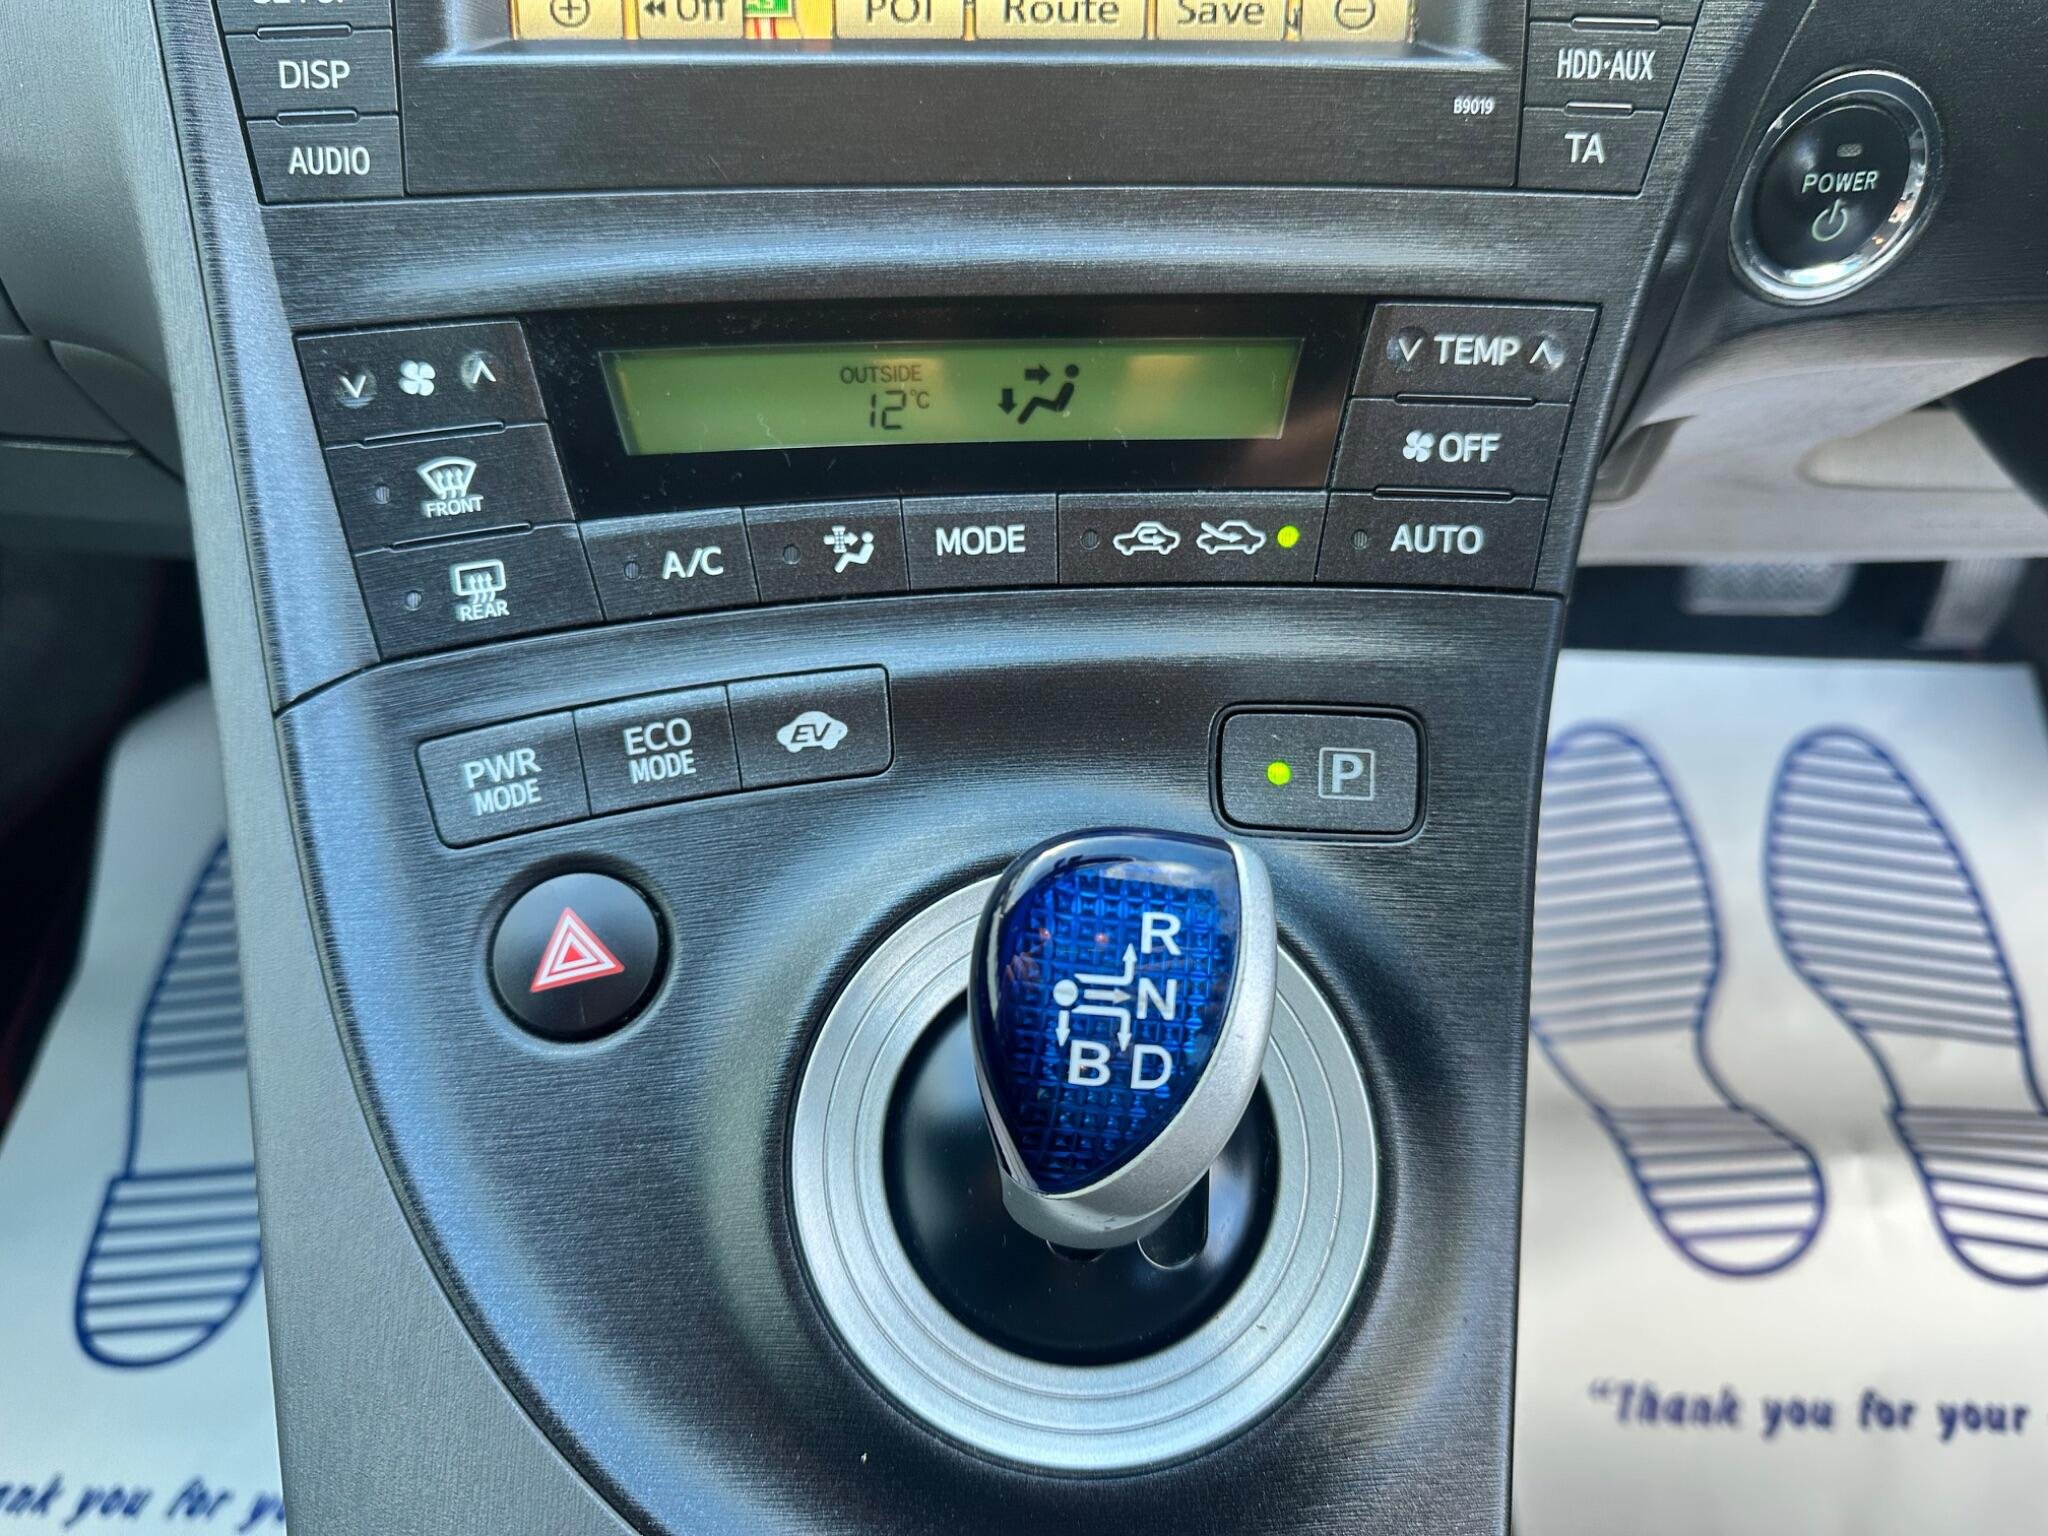 Off
POI
Route
Save
DISP
AUDIO
HDD•AUX
TA
B9019
POWER
OUTSIDE
12°C
TEMP
OFF
FRONT
REAR
A/C
MODE
AUTO
PWR
MODE
ECO
MODE
EV
P
R
N
B D
"Thank you for your
ank you for yo